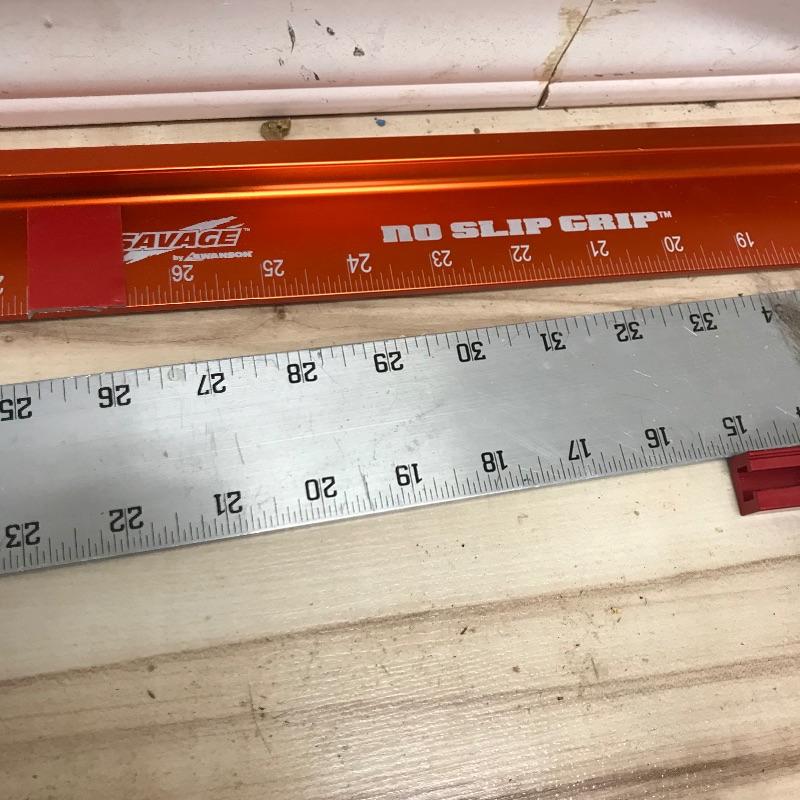 SAVAGE™
by SWANSON
NO SLIP GRIP™
26 25 24 23 22 21 20 19
25 26 27 28 29 30 31 32 33
23 22 21 20 19 18 17 16 15